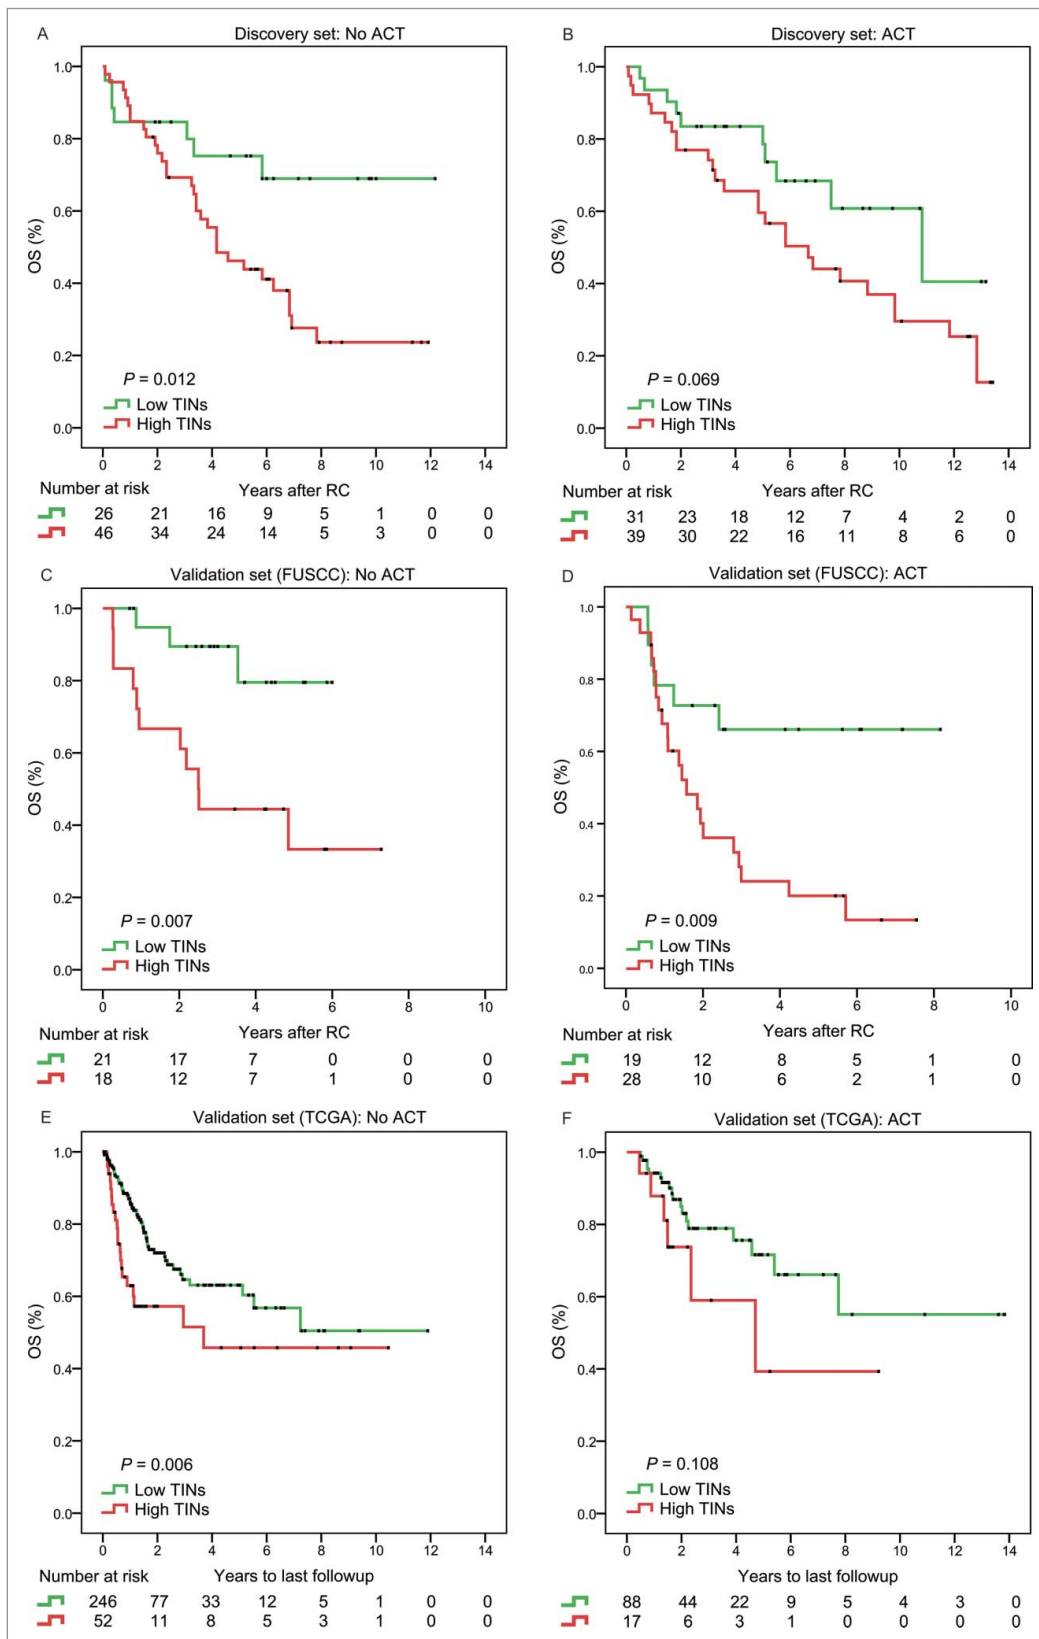 A Discovery set: No ACT
OS (%)
1.0
0.8
0.6
0.4
0.2
0.0
P = 0.012
Low TINs
High TINs
0 2 4 6 8 10 12 14
Number at risk Years after RC
26 21 16 9 5 1 0 0
46 34 24 14 5 3 0 0
B Discovery set: ACT
OS (%)
1.0
0.8
0.6
0.4
0.2
0.0
P = 0.069
Low TINs
High TINs
0 2 4 6 8 10 12 14
Number at risk Years after RC
31 23 18 12 7 4 2 0
39 30 22 16 11 8 6 0
C Validation set (FUSCC): No ACT
OS (%)
1.0
0.8
0.6
0.4
0.2
0.0
P = 0.007
Low TINs
High TINs
0 2 4 6 8 10
Number at risk Years after RC
21 17 7 0 0 0
18 12 7 1 0 0
D Validation set (FUSCC): ACT
OS (%)
1.0
0.8
0.6
0.4
0.2
0.0
P = 0.009
Low TINs
High TINs
0 2 4 6 8 10
Number at risk Years after RC
19 12 8 5 1 0
28 10 6 2 1 0
E Validation set (TCGA): No ACT
OS (%)
1.0
0.8
0.6
0.4
0.2
0.0
P = 0.006
Low TINs
High TINs
0 2 4 6 8 10 12 14
Number at risk Years to last followup
246 77 33 12 5 1 0 0
52 11 8 5 3 1 0 0
F Validation set (TCGA): ACT
OS (%)
1.0
0.8
0.6
0.4
0.2
0.0
P = 0.108
Low TINs
High TINs
0 2 4 6 8 10 12 14
Years to last followup
88 44 22 9 5 4 3 0
17 6 3 1 0 0 0 0